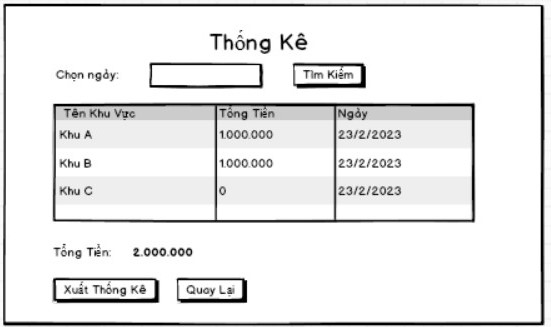 Thống Kê
Chọn ngày: Tìm Kiếm
Tên Khu Vực Tổng Tiền Ngày
Khu A 1.000.000 23/2/2023
Khu B 1.000.000 23/2/2023
Khu C 0 23/2/2023
Tổng Tiền: 2.000.000
Xuất Thống Kê Quay Lại